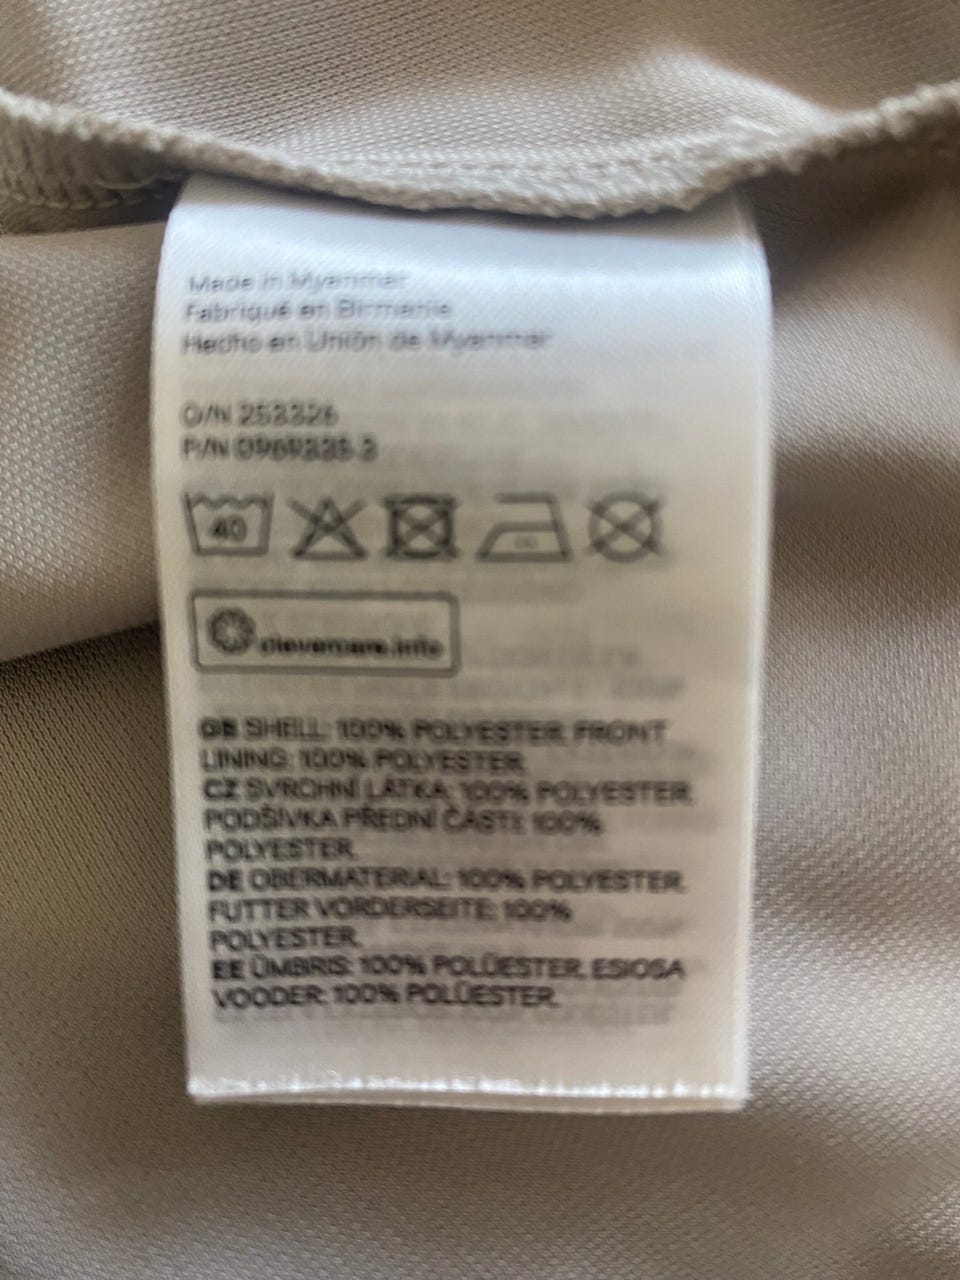 Made in Myanmar
Fabriqué en Birmanie
Hecho en Unión de Myanmar
O/N 253326
P/N
40
clevercare.info
GB SHELL: 100% POLYESTER. FRONT
LINING: 100% POLYESTER.
CZ SVRCHNÍ LÁTKA: 100% POLYESTER.
PODŠÍVKA PŘEDNÍ ČÁSTI: 100%
POLYESTER.
DE OBERMATERIAL: 100% POLYESTER.
FUTTER VORDERSEITE: 100%
POLYESTER.
EE ÜMBRIS: 100% POLÜESTER. ESIOSA
VOODER: 100% POLÜESTER.